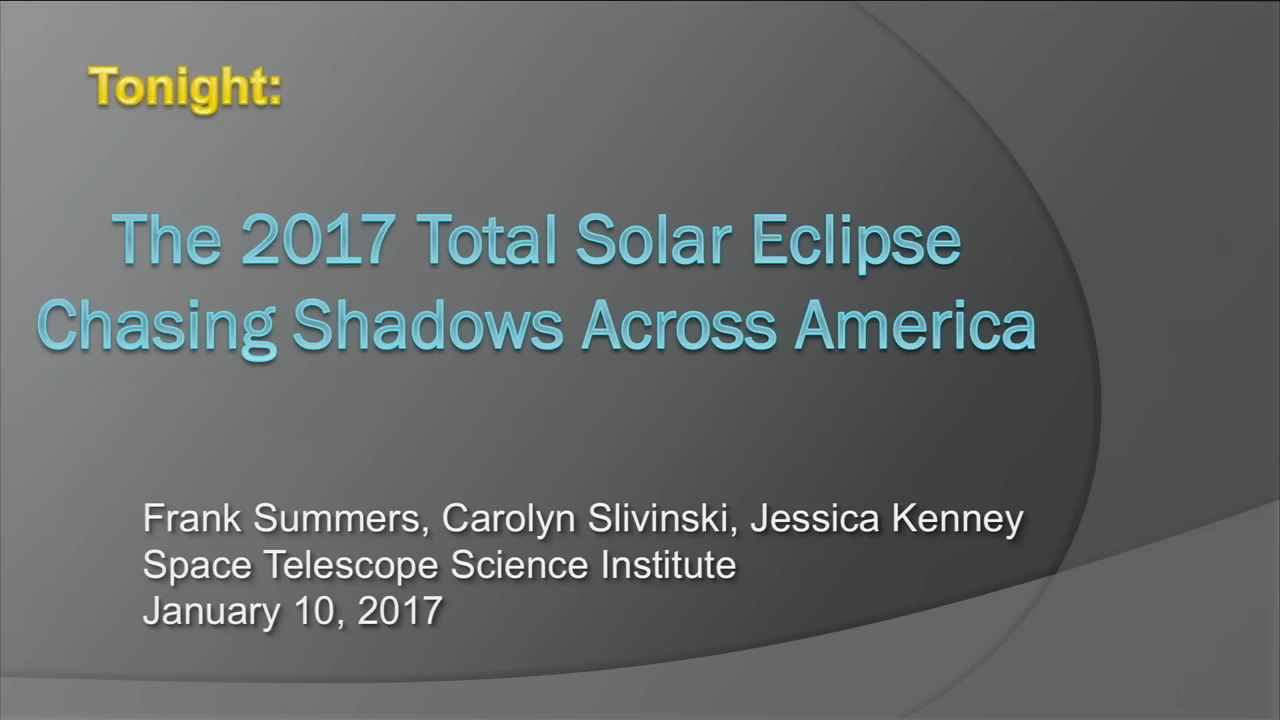 Tonight:
The 2017 Total Solar Eclipse
Chasing Shadows Across America
Frank Summers, Carolyn Slivinski, Jessica Kenney
Space Telescope Science Institute
January 10, 2017